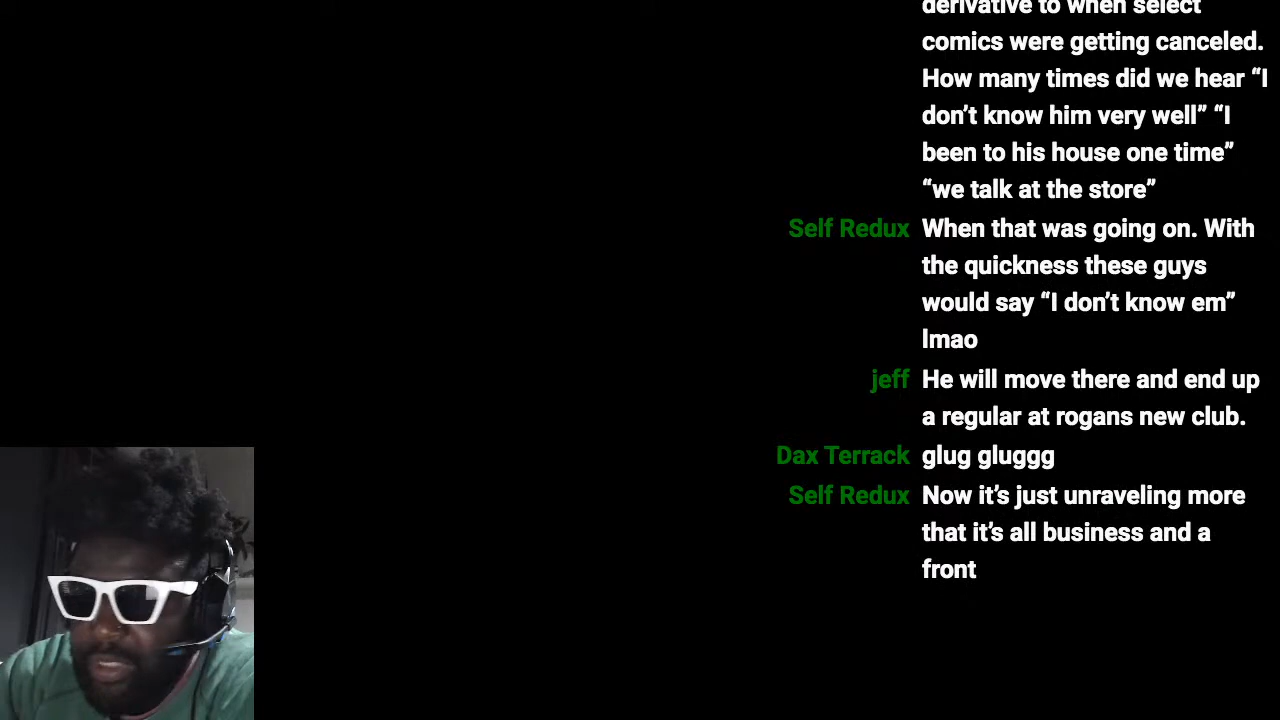 derivative to when select
comics were getting canceled.
How many times did we hear “I
don’t know him very well” “I
been to his house one time”
“we talk at the store”
Self Redux When that was going on. With
the quickness these guys
would say “I don’t know em”
lmao
jeff He will move there and end up
a regular at rogans new club.
Dax Terrack glug gluggg
Self Redux Now it’s just unraveling more
that it’s all business and a
front